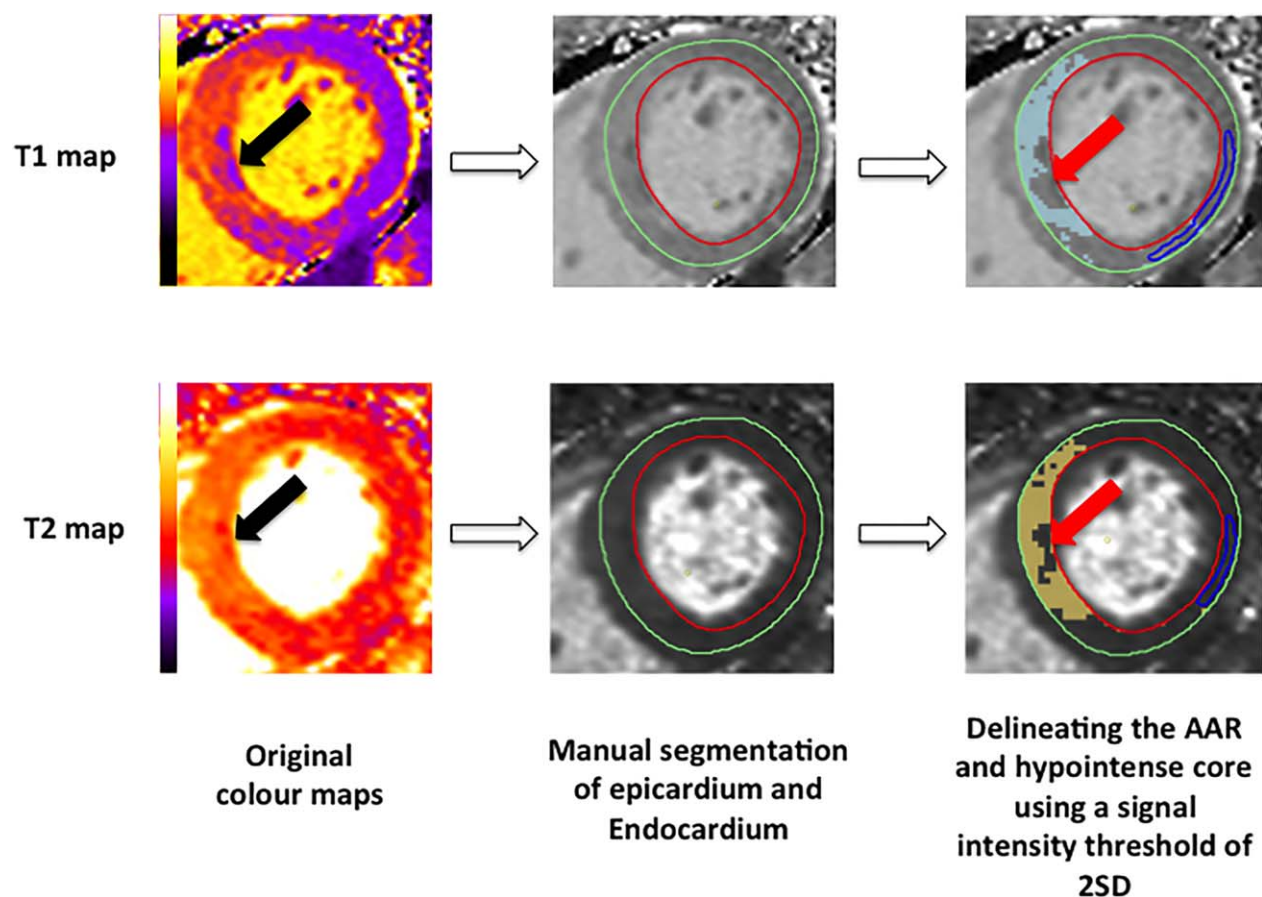 T1 map
T2 map
Original
colour maps
Manual segmentation
of epicardium and
Endocardium
Delineating the AAR
and hypointense core
using a signal
intensity threshold of
2SD